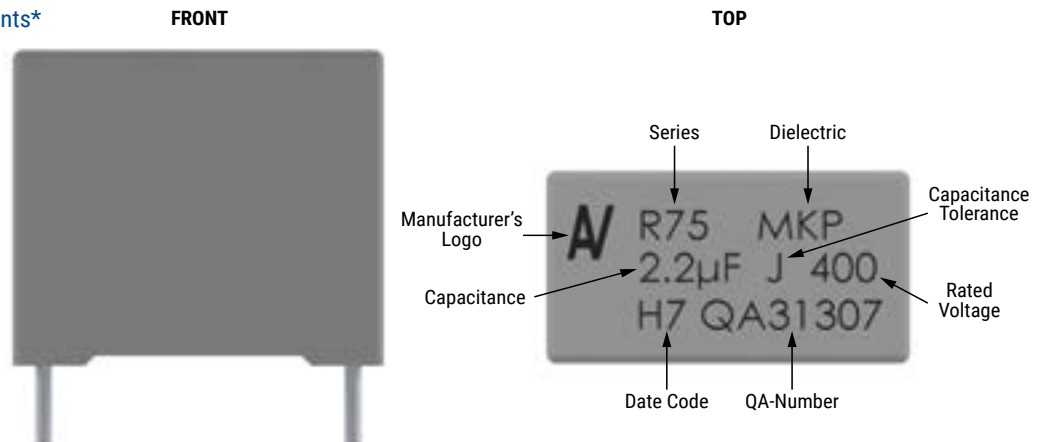 nts*
FRONT
TOP
Series
Dielectric
Capacitance
Tolerance
Manufacturer's
Logo
R75 MKP
2.2µF J 400
H7 QA31307
Capacitance
Rated
Voltage
Date Code
QA-Number